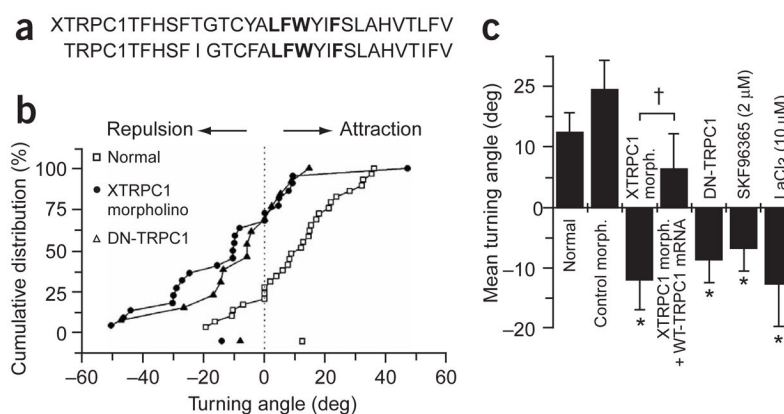 a
XTRPC1TFHSFTGTCYALFWYIFSLAHVTLFV
TRPC1TFHSF I GTCFALFWYIFSLAHVTIFV
b
Repulsion
Attraction
Normal
XTRPC1
morpholino
DN-TRPC1
Cumulative distribution (%)
100
75
50
25
0
–60
–40
–20
0
20
40
60
Turning angle (deg)
c
Mean turning angle (deg)
25
10
0
–10
–20
†
Normal
Control morph.
XTRPC1
morph.
XTRPC1 morph.
+ WT-TRPC1 mRNA
DN-TRPC1
SKF96365 (2 μM)
LaCl3 (10 μM)
*
*
*
*